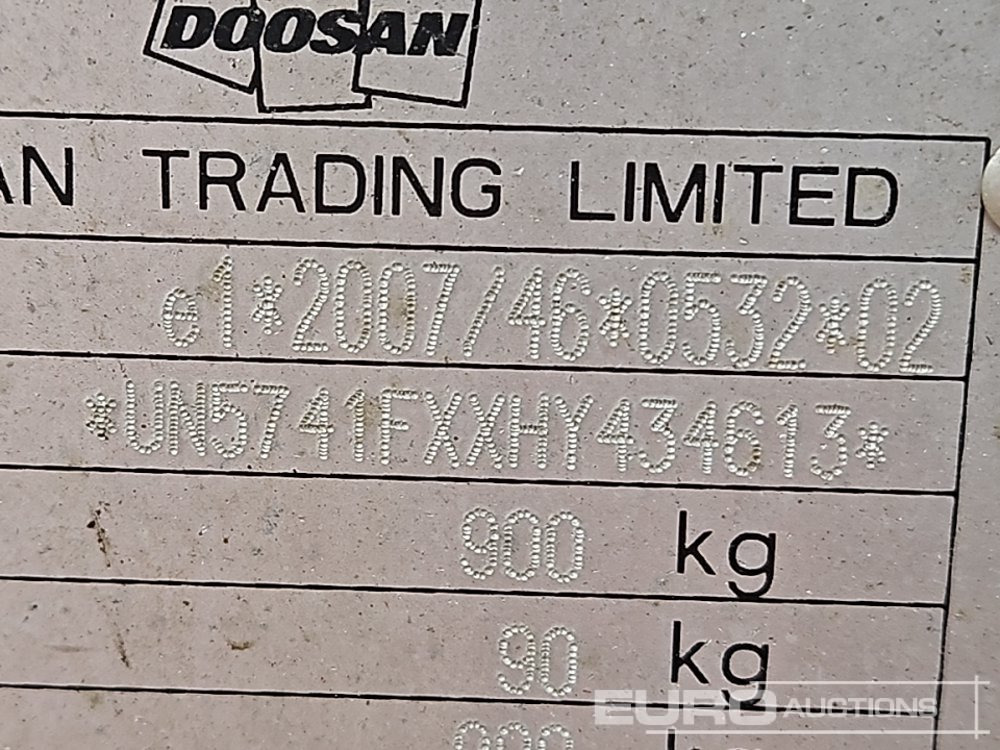 DOOSAN
AN TRADING LIMITED
e1*2007/46*0532*02
*UN5741FXXHY434613*
900 kg
90 kg
EURO AUCTIONS